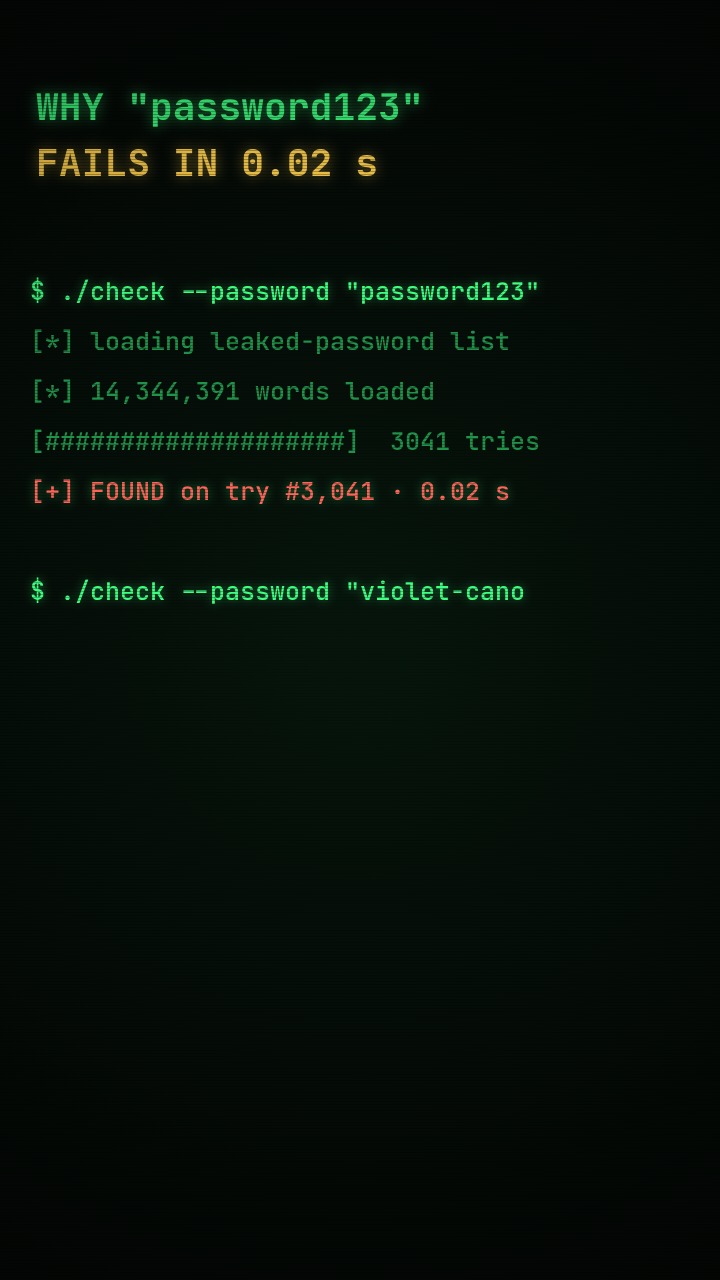 WHY "password123"
FAILS IN 0.02 s
$ ./check --password "password123"
[*] loading leaked-password list
[*] 14,344,391 words loaded
[####################]  3041 tries
[+] FOUND on try #3,041 · 0.02 s
$ ./check --password "violet-cano